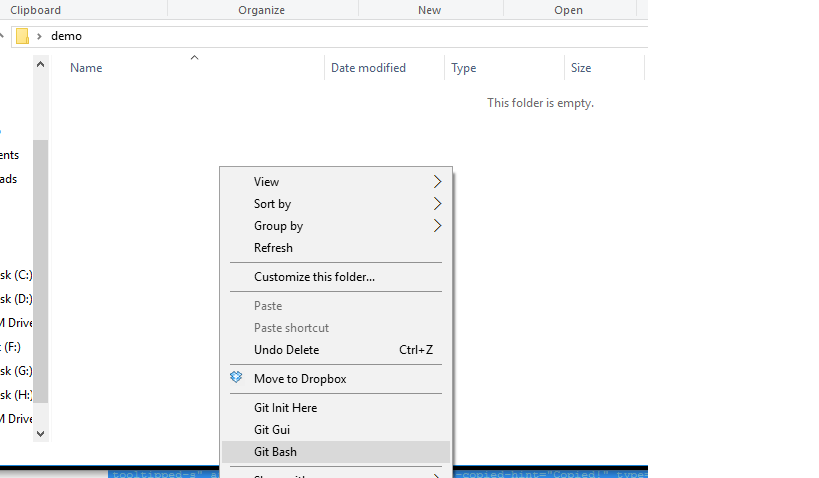 Clipboard Organize New Open
demo
Name Date modified Type Size
This folder is empty.
ents
ads
sk (C:)
sk (D:)
M Drive
(F:)
sk (G:)
sk (H:)
M Drive
View
Sort by
Group by
Refresh
Customize this folder...
Paste
Paste shortcut
Undo Delete Ctrl+Z
Move to Dropbox
Git Init Here
Git Gui
Git Bash